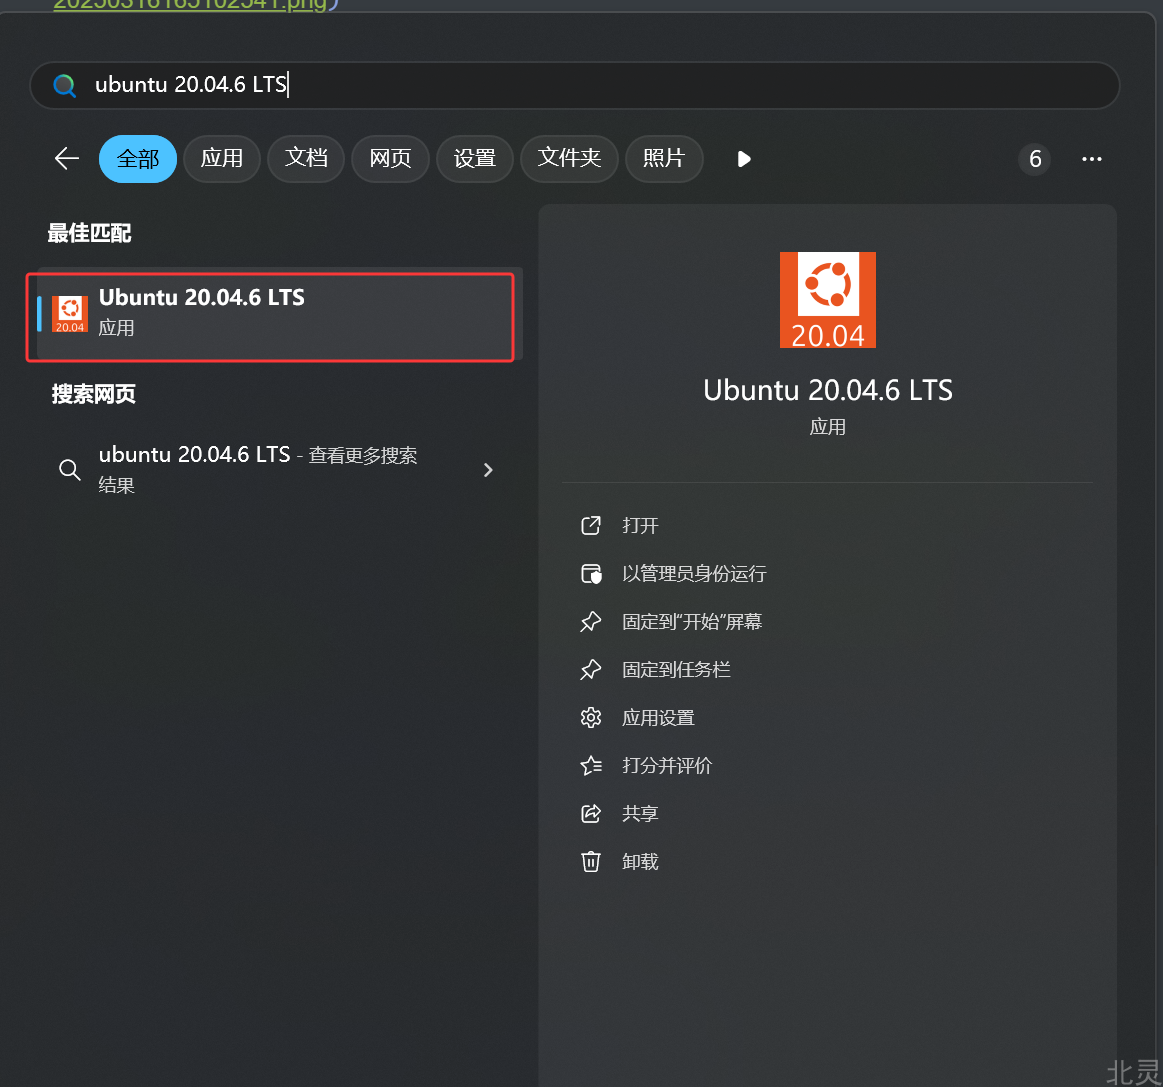 20250316165102541.png)
ubuntu 20.04.6 LTS
全部 应用 文档 网页 设置 文件夹 照片 6
最佳匹配
Ubuntu 20.04.6 LTS
20.04
应用
搜索网页
ubuntu 20.04.6 LTS - 查看更多搜索
结果
20.04
Ubuntu 20.04.6 LTS
应用
打开
以管理员身份运行
固定到“开始”屏幕
固定到任务栏
应用设置
打分并评价
共享
卸载
北灵